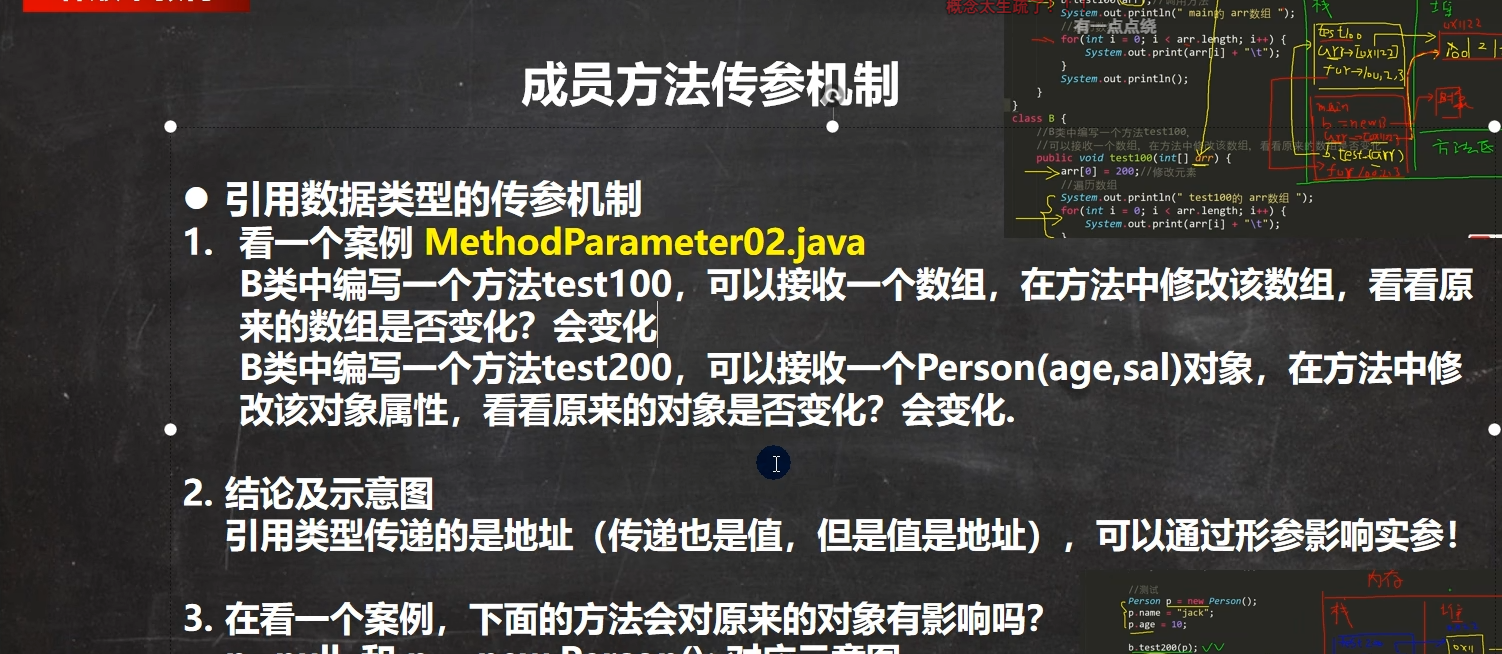 概念太生疏了
System.out.println(" main的 arr数组 ");
有一点点绕
for(int i = 0; i < arr.length; i++) {
System.out.print(arr[i] + "\t");
}
System.out.println();
}
}
class B {
//B类中编写一个方法test100，
//可以接收一个数组，在方法中修改该数组，看看原来的数组是否变化
public void test100(int[] arr) {
arr[0] = 200;//修改元素
//遍历数组
System.out.println(" test100的 arr数组 ");
for(int i = 0; i < arr.length; i++) {
System.out.print(arr[i] + "\t");
}
栈
堆
test100
0x1122
main
b = new B
b.test(arr)
成员方法传参机制
● 引用数据类型的传参机制
1. 看一个案例 MethodParameter02.java
B类中编写一个方法test100，可以接收一个数组，在方法中修改该数组，看看原
来的数组是否变化？会变化
B类中编写一个方法test200，可以接收一个Person(age,sal)对象，在方法中修
改该对象属性，看看原来的对象是否变化？会变化.
2. 结论及示意图
引用类型传递的是地址（传递也是值，但是值是地址），可以通过形参影响实参！
3. 在看一个案例，下面的方法会对原来的对象有影响吗？
//测试
Person p = new Person();
p.name = "jack";
p.age = 10;
b.test200(p);
内存
栈